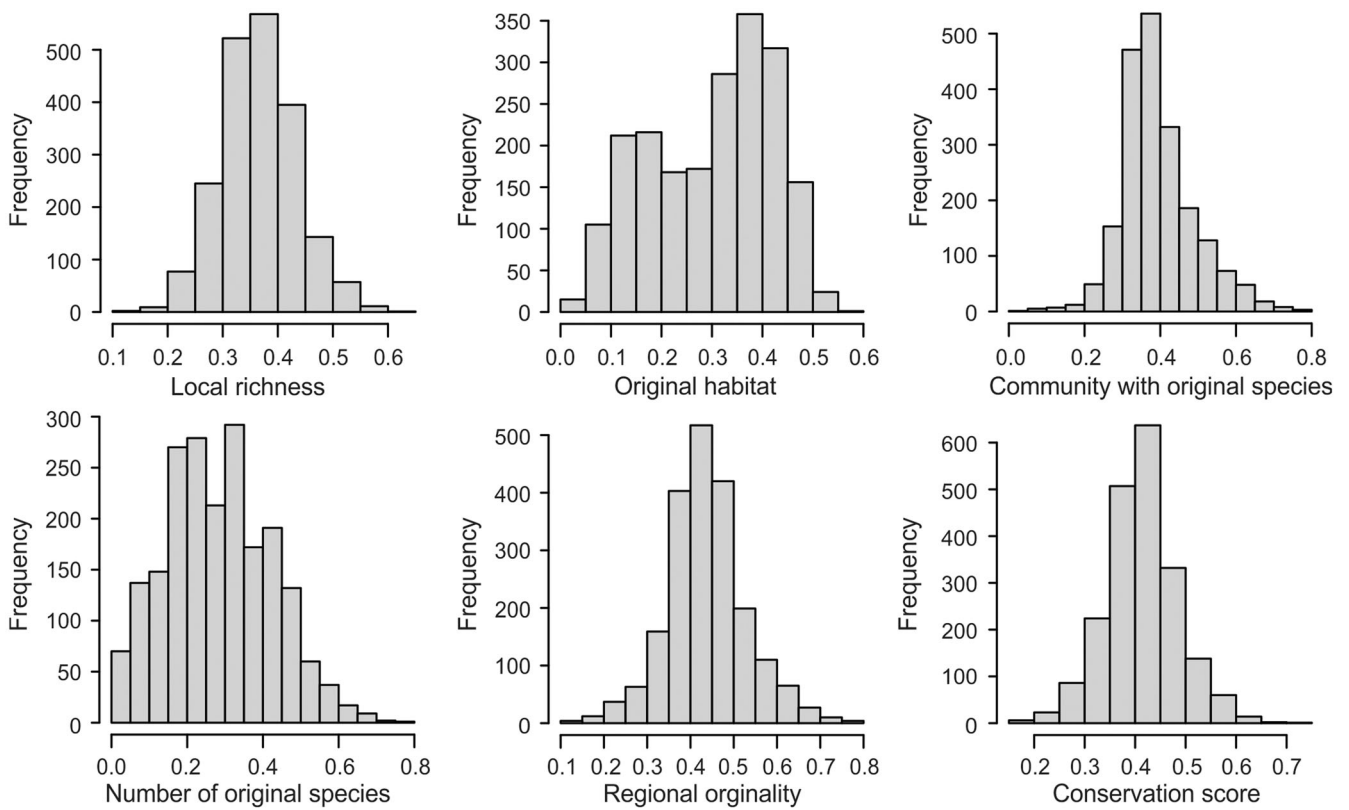 Frequency
500
400
300
200
100
0
0.1 0.2 0.3 0.4 0.5 0.6
Local richness
Frequency
350
300
250
200
150
100
50
0
0.0 0.1 0.2 0.3 0.4 0.5 0.6
Original habitat
Frequency
500
400
300
200
100
0
0.0 0.2 0.4 0.6 0.8
Community with original species
Frequency
300
250
200
150
100
50
0
0.0 0.2 0.4 0.6 0.8
Number of original species
Frequency
500
400
300
200
100
0
0.1 0.2 0.3 0.4 0.5 0.6 0.7 0.8
Regional orginality
Frequency
600
500
400
300
200
100
0
0.2 0.3 0.4 0.5 0.6 0.7
Conservation score